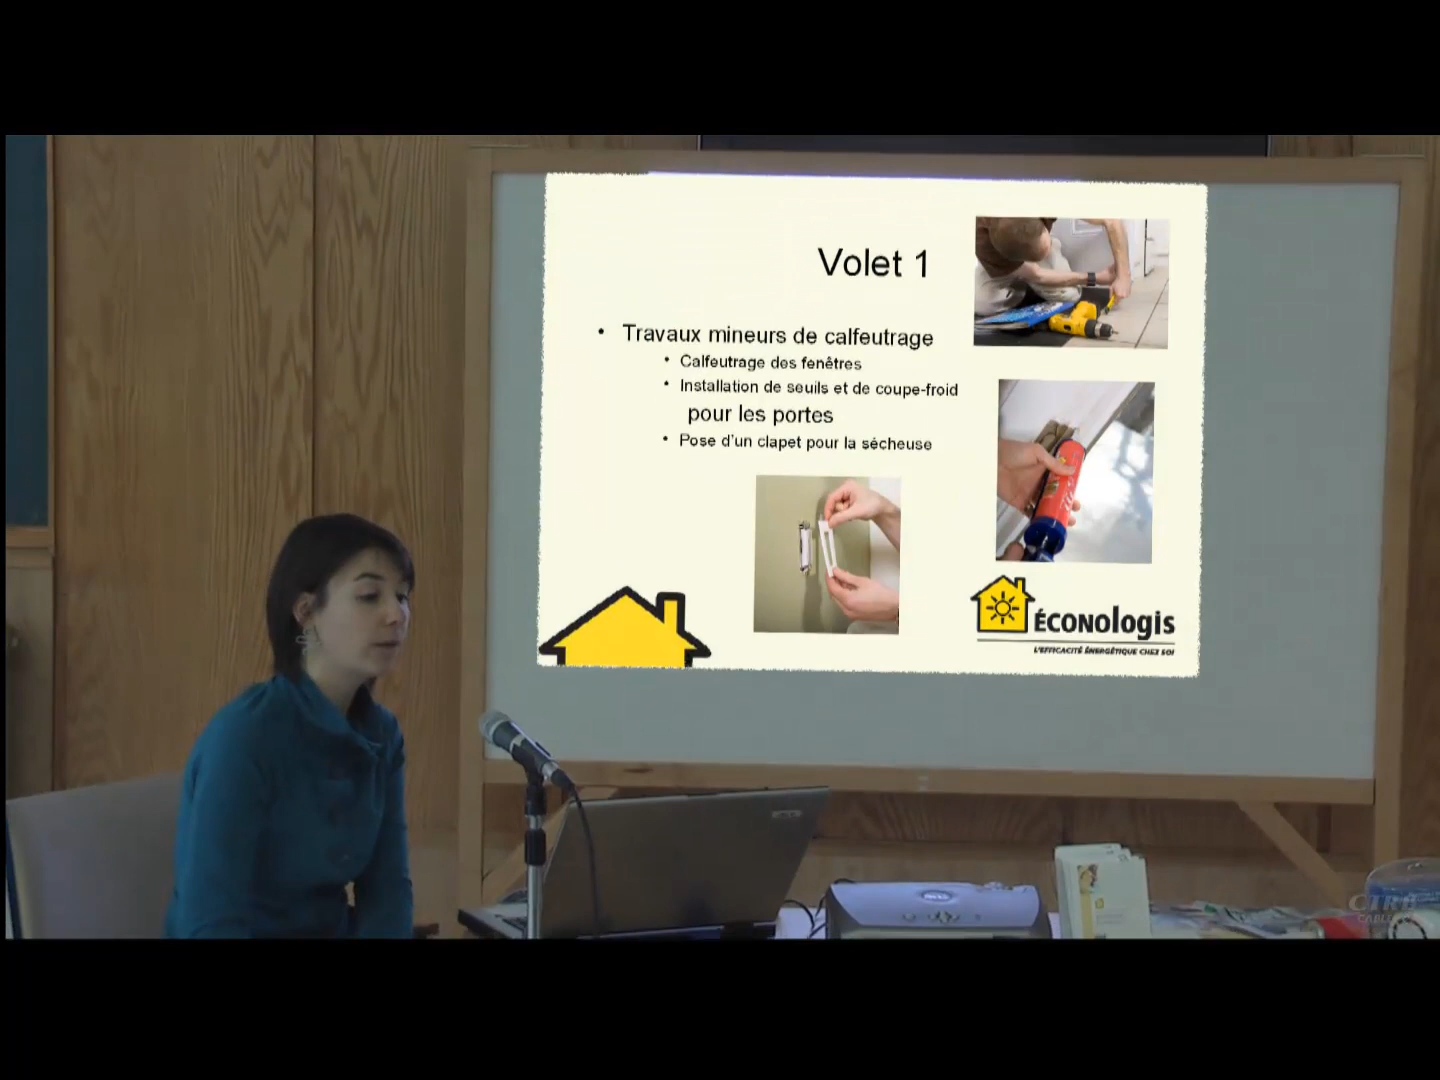 Volet 1
• Travaux mineurs de calfeutrage
• Calfeutrage des fenêtres
• Installation de seuils et de coupe-froid
pour les portes
• Pose d'un clapet pour la sécheuse
ÉCONOlogis
L'EFFICACITÉ ÉNERGÉTIQUE CHEZ SOI